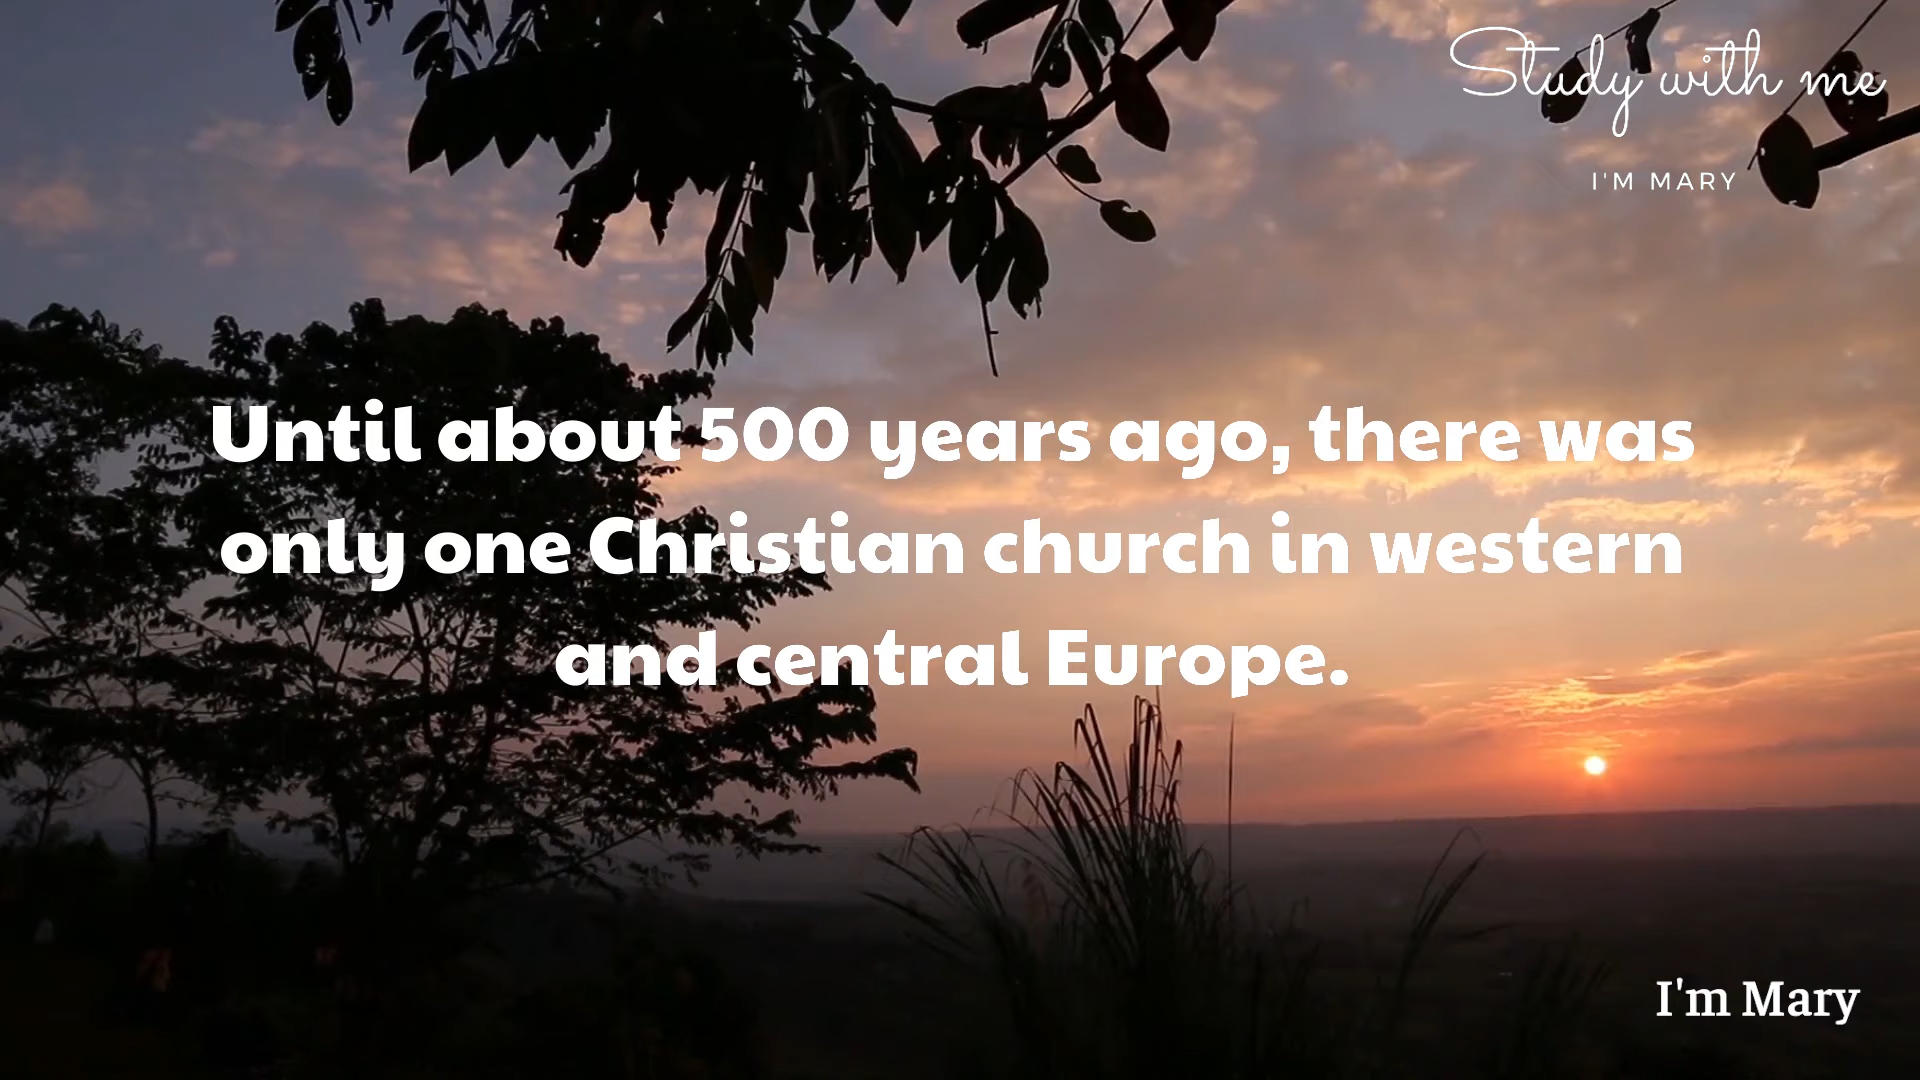 Study with me
I'M MARY
Until about 500 years ago, there was
only one Christian church in western
and central Europe.
I'm Mary